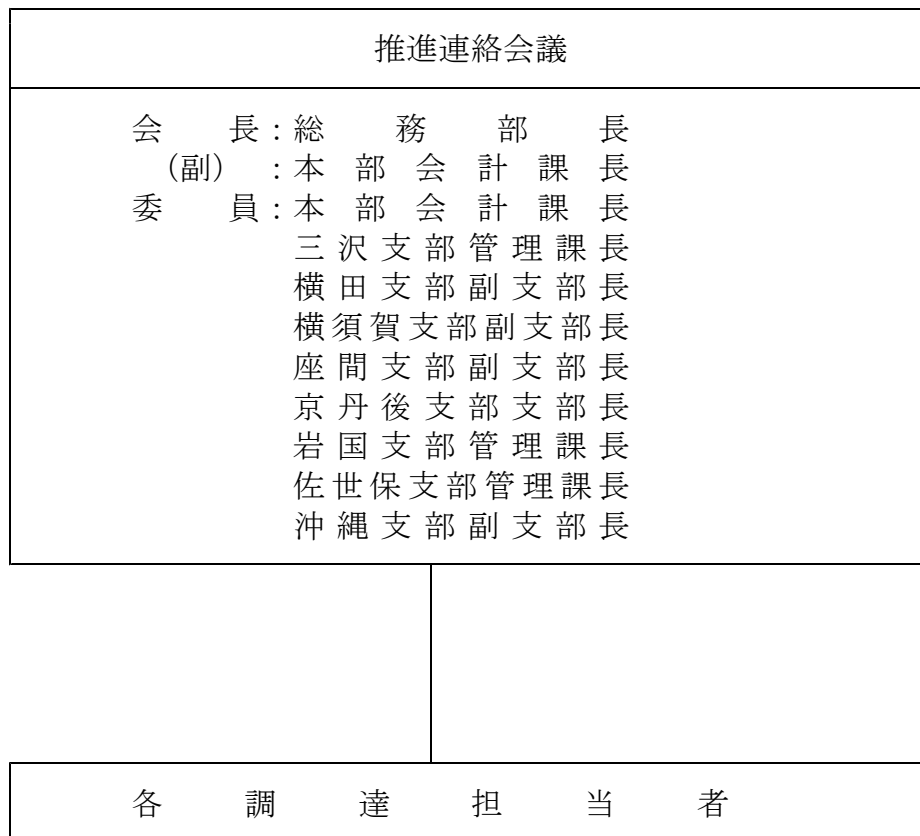 推進連絡会議
会長：総務部長
（副）：本部会計課長
委員：本部会計課長
三沢支部管理課長
横田支部副支部長
横須賀支部副支部長
座間支部副支部長
京丹後支部支部長
岩国支部管理課長
佐世保支部管理課長
沖縄支部副支部長
各調達担当者